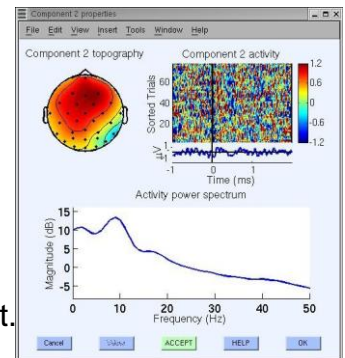 Component 2 properties
File Edit View Insert Tools Window Help
Component 2 topography
Component 2 activity
Sorted Trials
60
40
20
1.2
0.6
0
-0.6
-1.2
µV
1
-1
-1 0 1
Time (ms)
Activity power spectrum
Magnitude (dB)
15
10
5
0
-5
0 10 20 30 40 50
Frequency (Hz)
t.
Cancel Values ACCEPT HELP OK